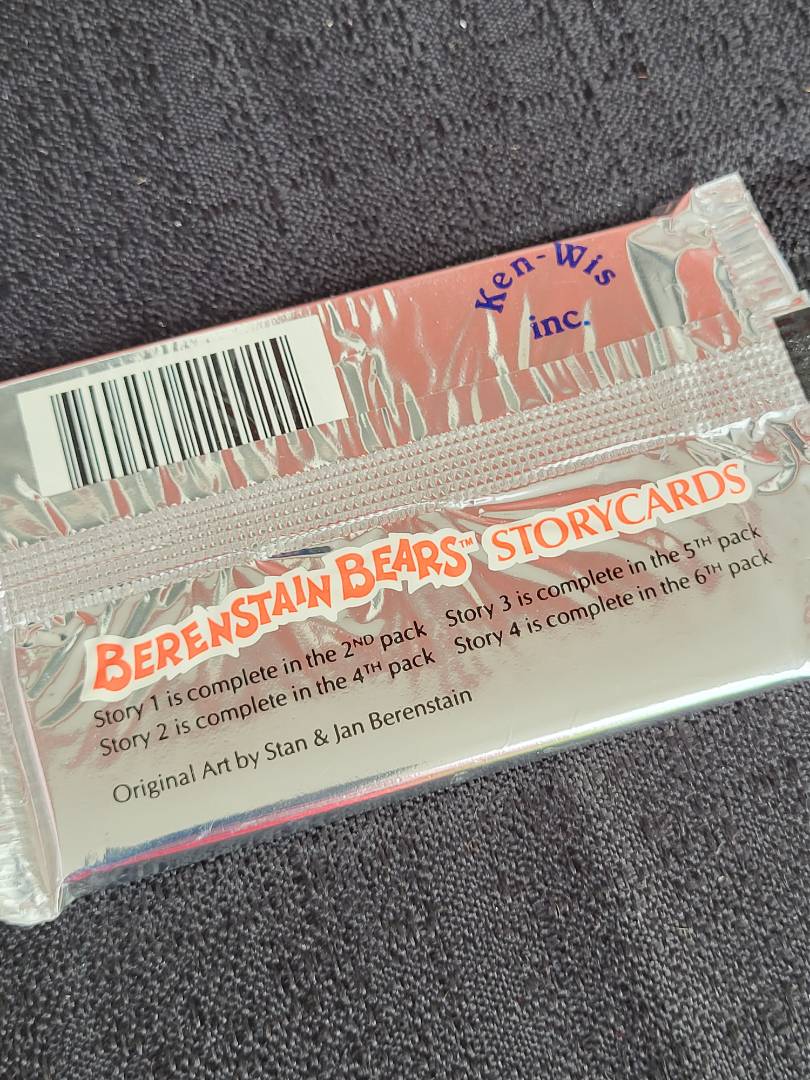 Ken-Wis
inc.
BERENSTAIN BEARS™ STORYCARDS
Story 1 is complete in the 2ND pack Story 3 is complete in the 5TH pack
Story 2 is complete in the 4TH pack Story 4 is complete in the 6TH pack
Original Art by Stan & Jan Berenstain